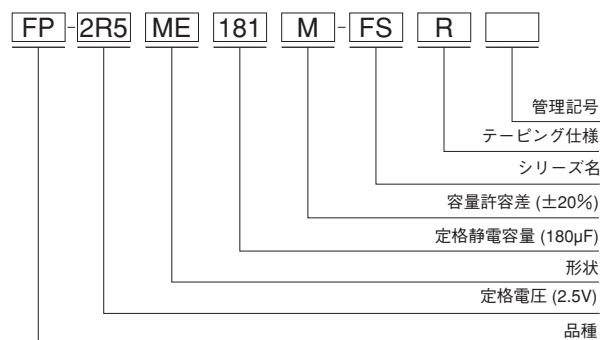 FP-2R5 ME 181 M-FS R
管理記号
テーピング仕様
シリーズ名
容量許容差 (±20%)
定格静電容量 (180µF)
形状
定格電圧 (2.5V)
品種